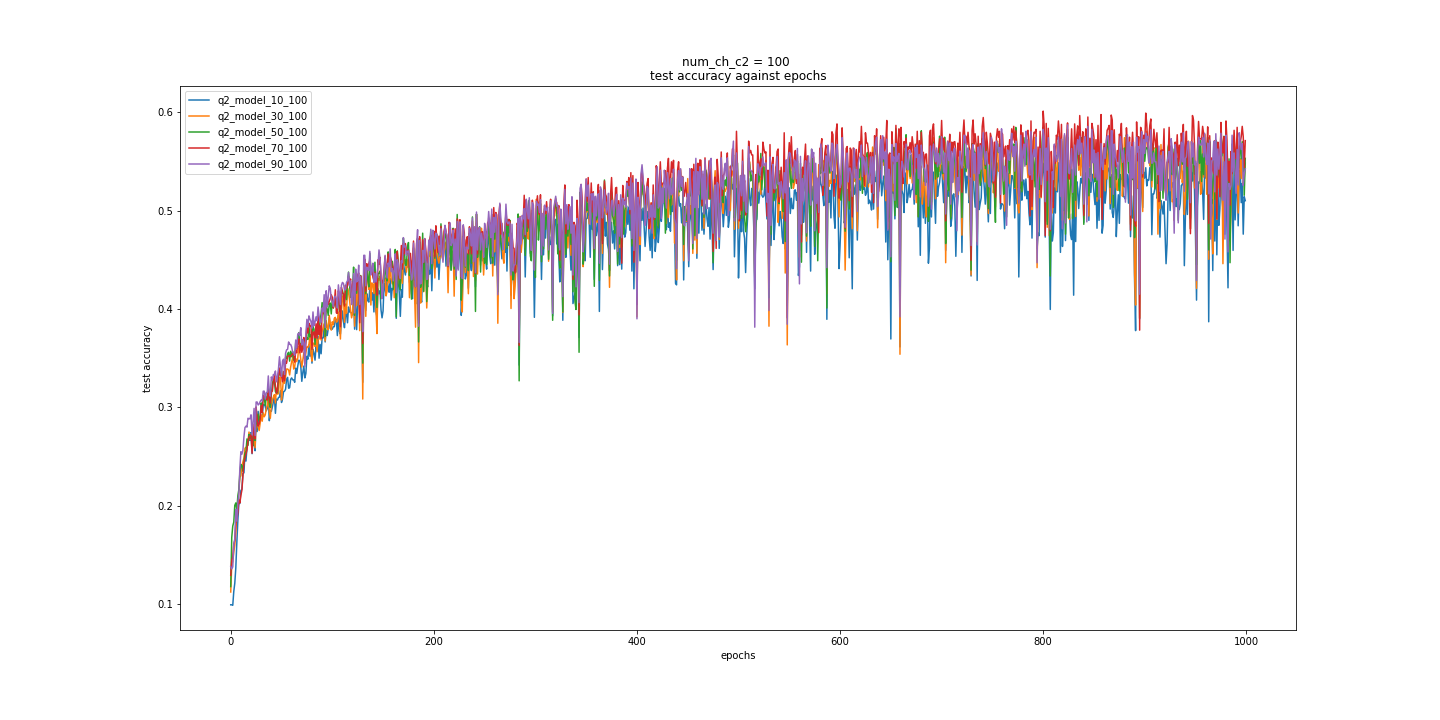 num_ch_c2 = 100
test accuracy against epochs
q2_model_10_100
q2_model_30_100
q2_model_50_100
q2_model_70_100
q2_model_90_100
test accuracy
0.6
0.5
0.4
0.3
0.2
0.1
0
200
400
600
800
1000
epochs